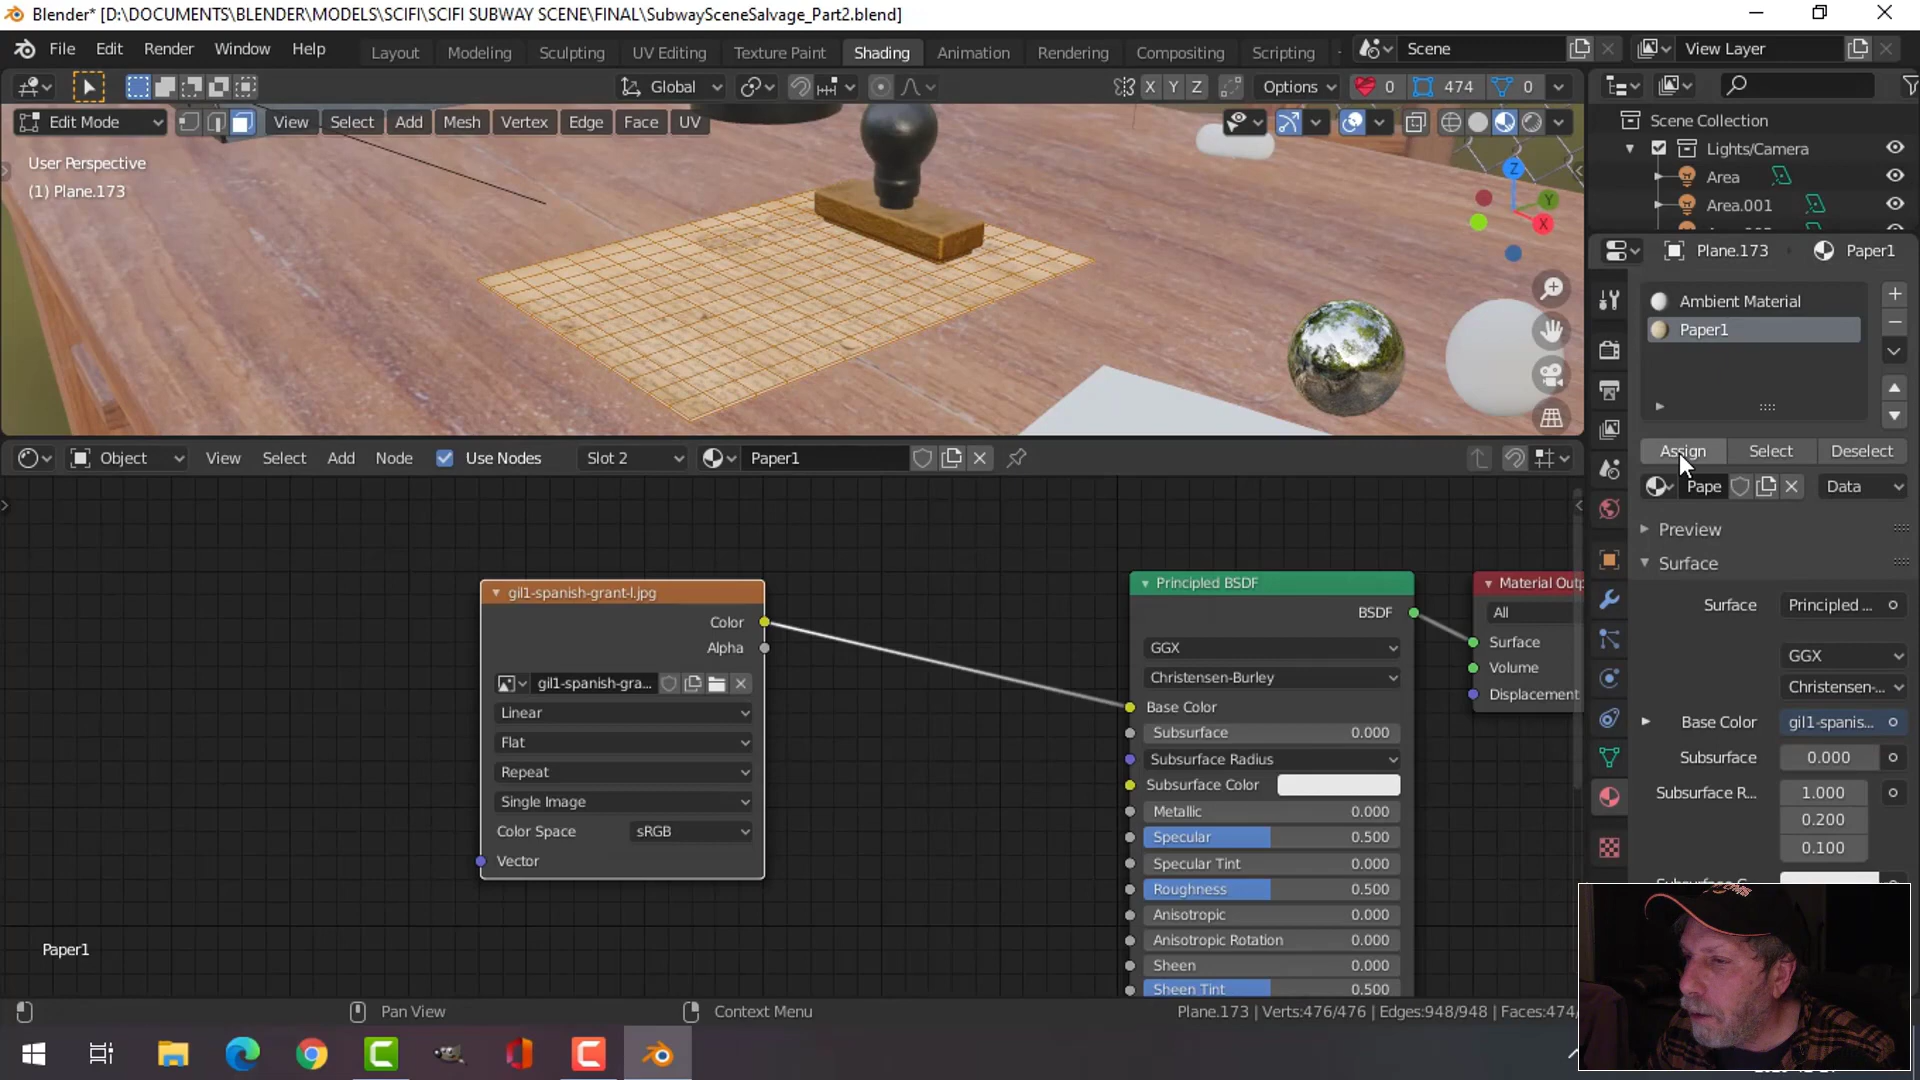 Blender* [D:\DOCUMENTS\BLENDER\MODELS\SCIFI\SCIFI SUBWAY SCENE\FINAL\SubwaySceneSalvage_Part2.blend]
File Edit Render Window Help Layout Modeling Sculpting UV Editing Texture Paint Shading Animation Rendering Compositing Scripting Scene View Layer
Global X Y Z Options 0 474 0
Edit Mode View Select Add Mesh Vertex Edge Face UV
Scene Collection
Lights/Camera
Area
Area.001
User Perspective
(1) Plane.173
Z
Y
X
Plane.173 Paper1
Ambient Material
Paper1
Assign Select Deselect
Object View Select Add Node Use Nodes Slot 2 Paper1
Pape Data
Preview
Surface
Surface Principled ...
GGX
Christensen-...
Base Color gil1-spanis...
Subsurface 0.000
Subsurface R... 1.000
0.200
0.100
gil1-spanish-grant-l.jpg
Color
Alpha
gil1-spanish-gra...
Linear
Flat
Repeat
Single Image
Color Space sRGB
Vector
Principled BSDF
BSDF
GGX
Christensen-Burley
Base Color
Subsurface 0.000
Subsurface Radius
Subsurface Color
Metallic 0.000
Specular 0.500
Specular Tint 0.000
Roughness 0.500
Anisotropic 0.000
Anisotropic Rotation 0.000
Sheen 0.000
Sheen Tint 0.500
Material Outp
All
Surface
Volume
Displacement
Paper1
Pan View Context Menu Plane.173 | Verts:476/476 | Edges:948/948 | Faces:474/